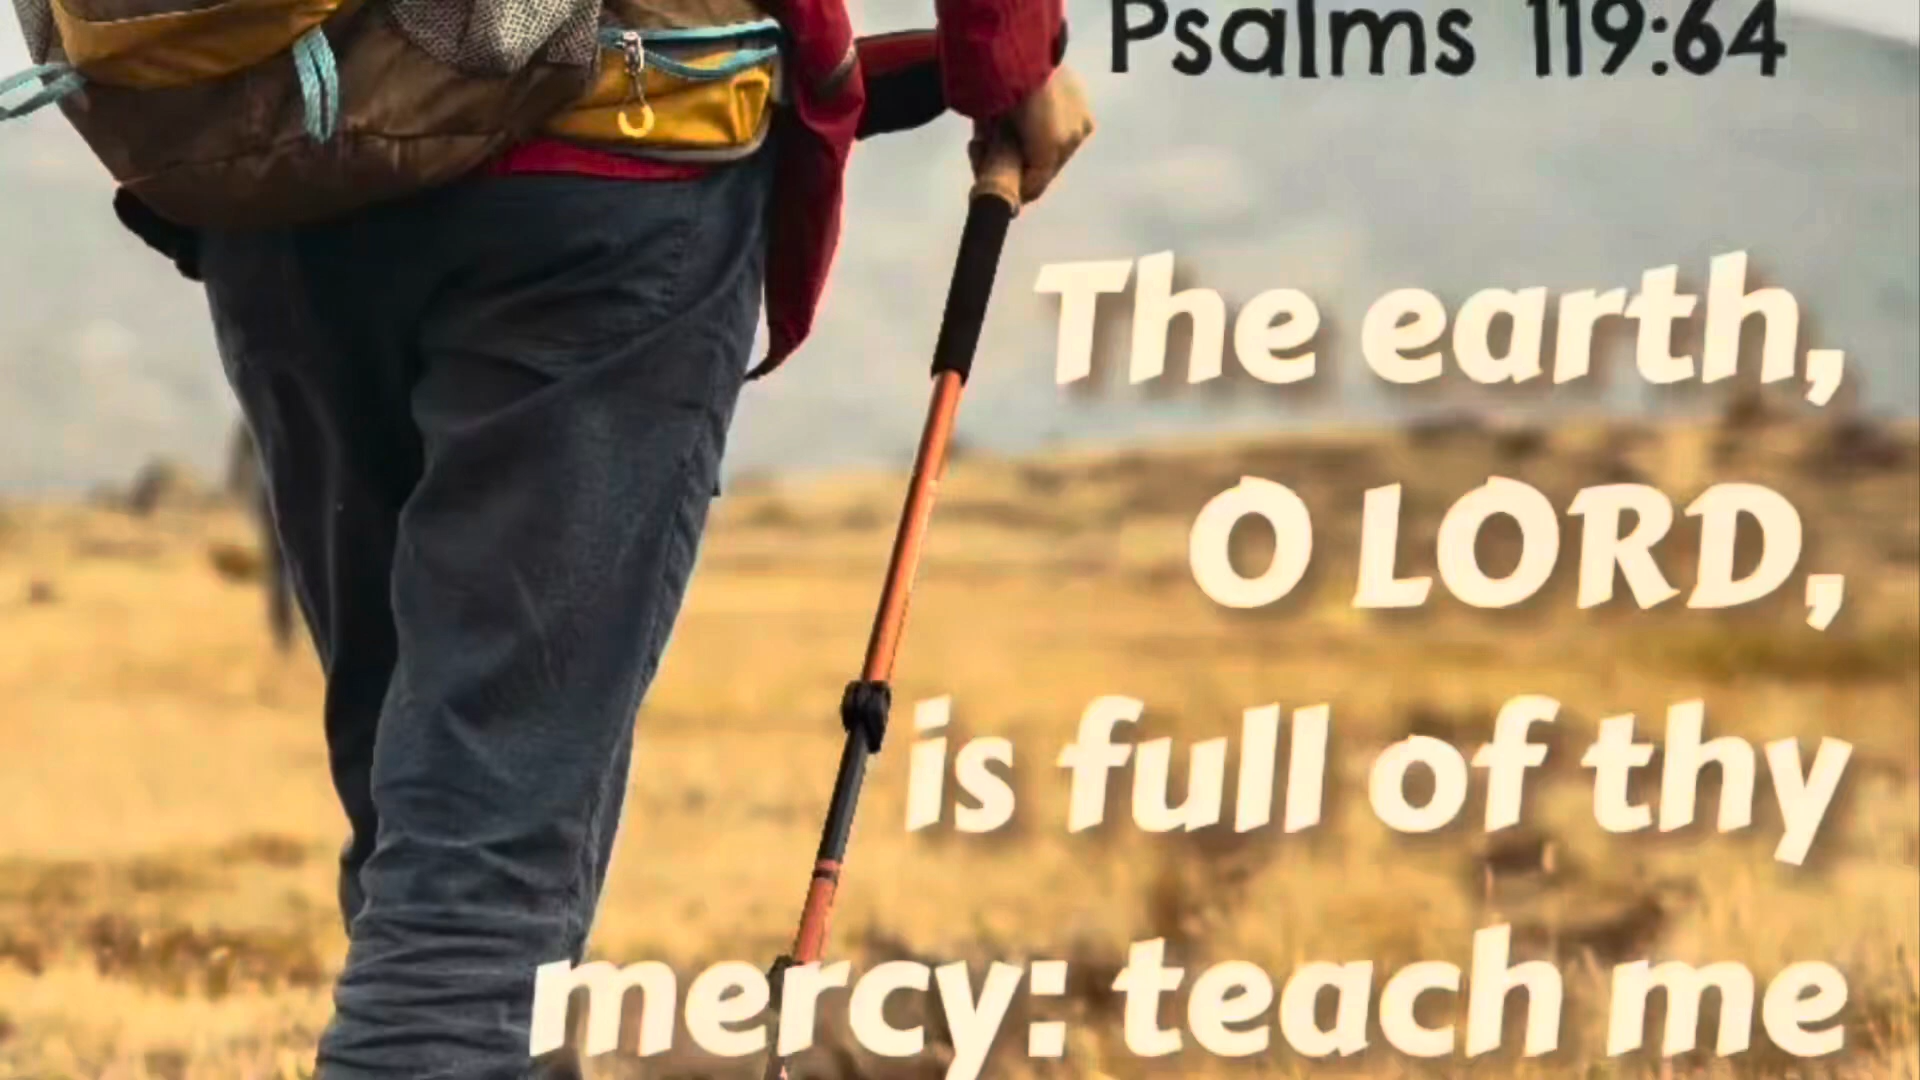 Psalms 119:64
The earth,
O LORD,
is full of thy
mercy: teach me